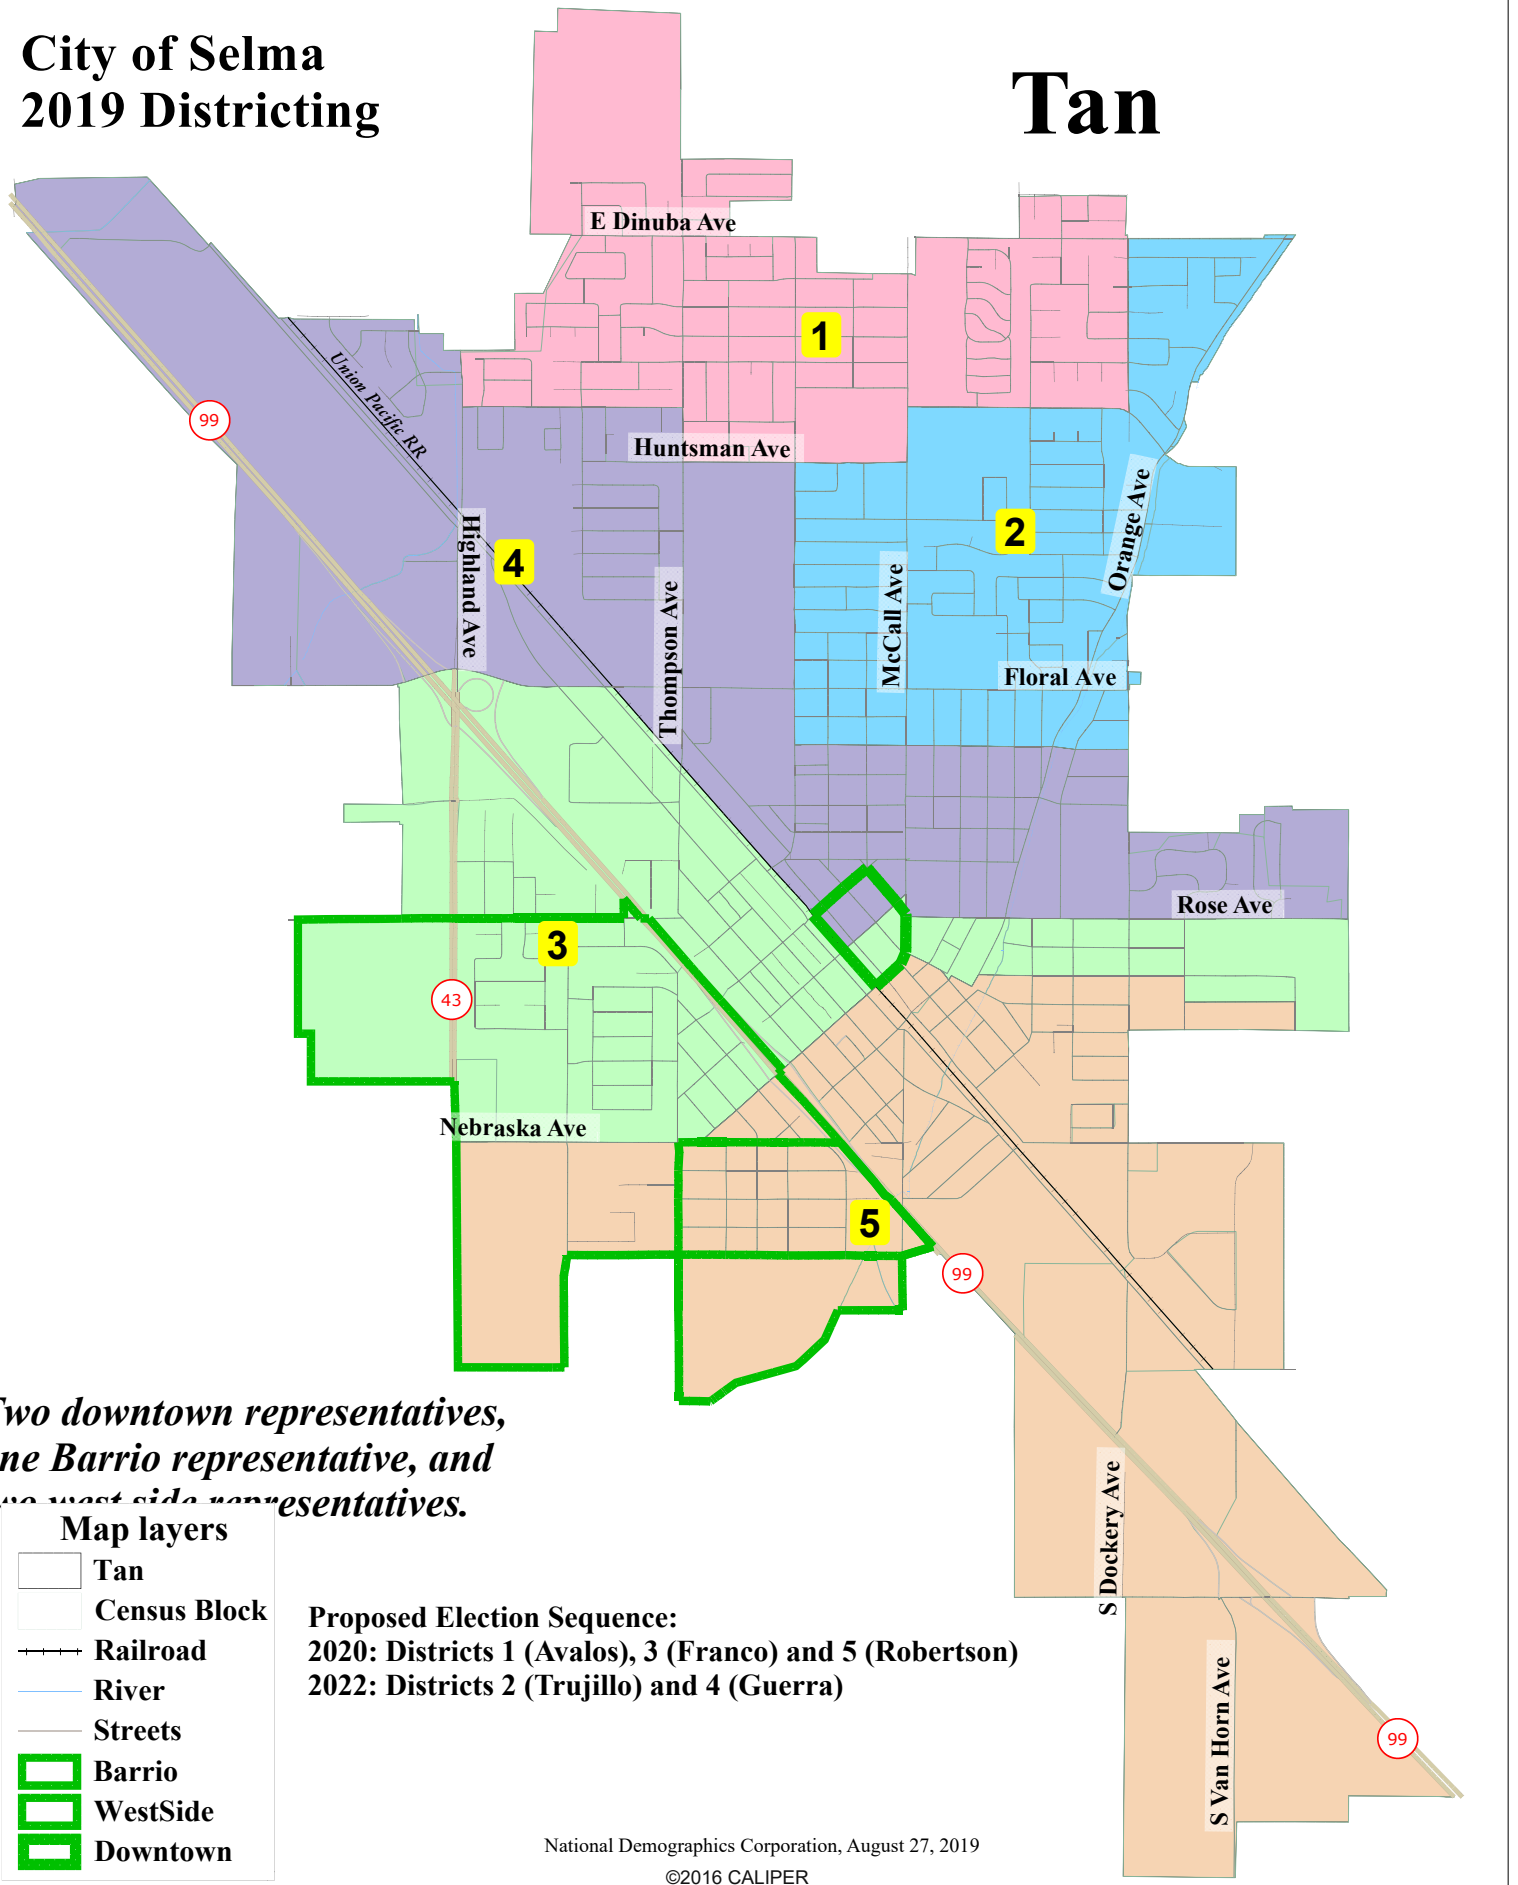 City of Selma
2019 Districting
Tan
E Dinuba Ave
1
Union Pacific RR
99
Huntsman Ave
Orange Ave
2
Highland Ave
4
Thompson Ave
McCall Ave
Floral Ave
Rose Ave
3
43
Nebraska Ave
5
99
Two downtown representatives,
ne Barrio representative, and
wo west side representatives.
S Dockery Ave
S Van Horn Ave
99
Map layers
Tan
Census Block
Railroad
River
Streets
Barrio
WestSide
Downtown
Proposed Election Sequence:
2020: Districts 1 (Avalos), 3 (Franco) and 5 (Robertson)
2022: Districts 2 (Trujillo) and 4 (Guerra)
National Demographics Corporation, August 27, 2019
©2016 CALIPER